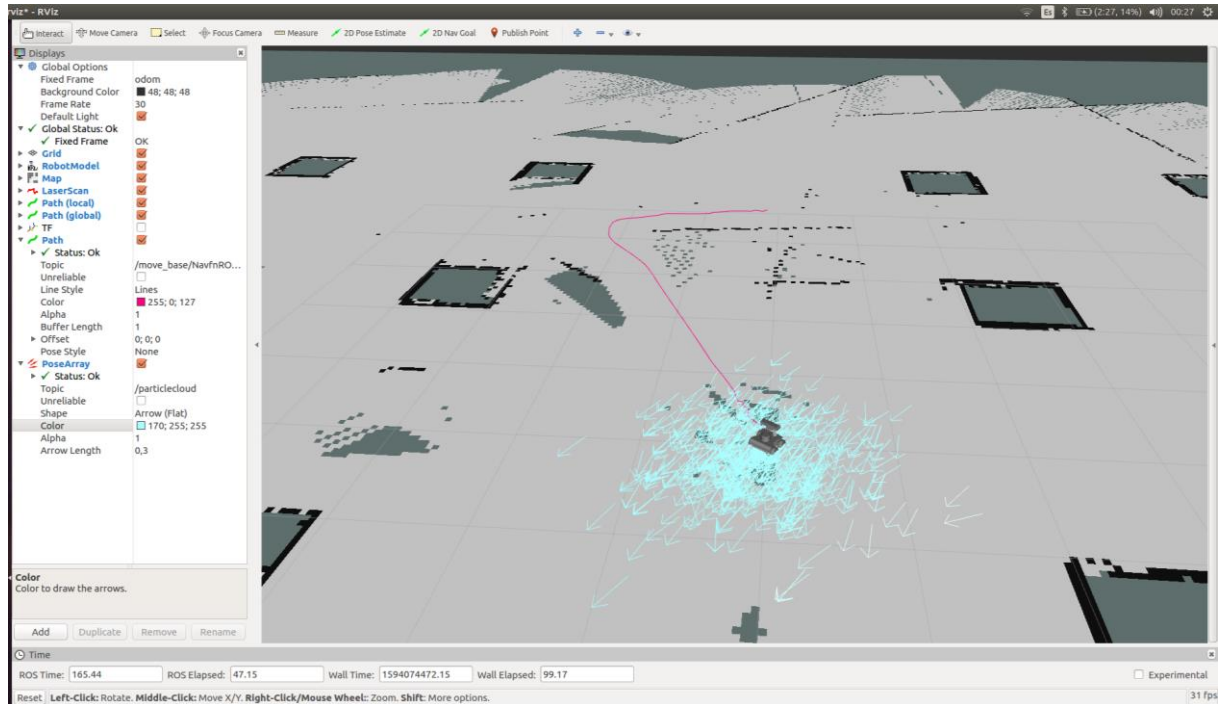 rviz* - RViz
Es (2:27, 14%) 00:27
Interact Move Camera Select Focus Camera Measure 2D Pose Estimate 2D Nav Goal Publish Point
Displays
Global Options
Fixed Frame odom
Background Color 48; 48; 48
Frame Rate 30
Default Light
Global Status: Ok
Fixed Frame OK
Grid
RobotModel
Map
LaserScan
Path (local)
Path (global)
TF
Path
Status: Ok
Topic /move_base/NavfnRO...
Unreliable
Line Style Lines
Color 255; 0; 127
Alpha 1
Buffer Length 1
Offset 0; 0; 0
Pose Style None
PoseArray
Status: Ok
Topic /particlecloud
Unreliable
Shape Arrow (Flat)
Color 170; 255; 255
Alpha 1
Arrow Length 0,3
Color
Color to draw the arrows.
Add Duplicate Remove Rename
Time
ROS Time: 165.44 ROS Elapsed: 47.15 Wall Time: 1594074472.15 Wall Elapsed: 99.17 Experimental
Reset Left-Click: Rotate. Middle-Click: Move X/Y. Right-Click/Mouse Wheel:: Zoom. Shift: More options. 31 fps